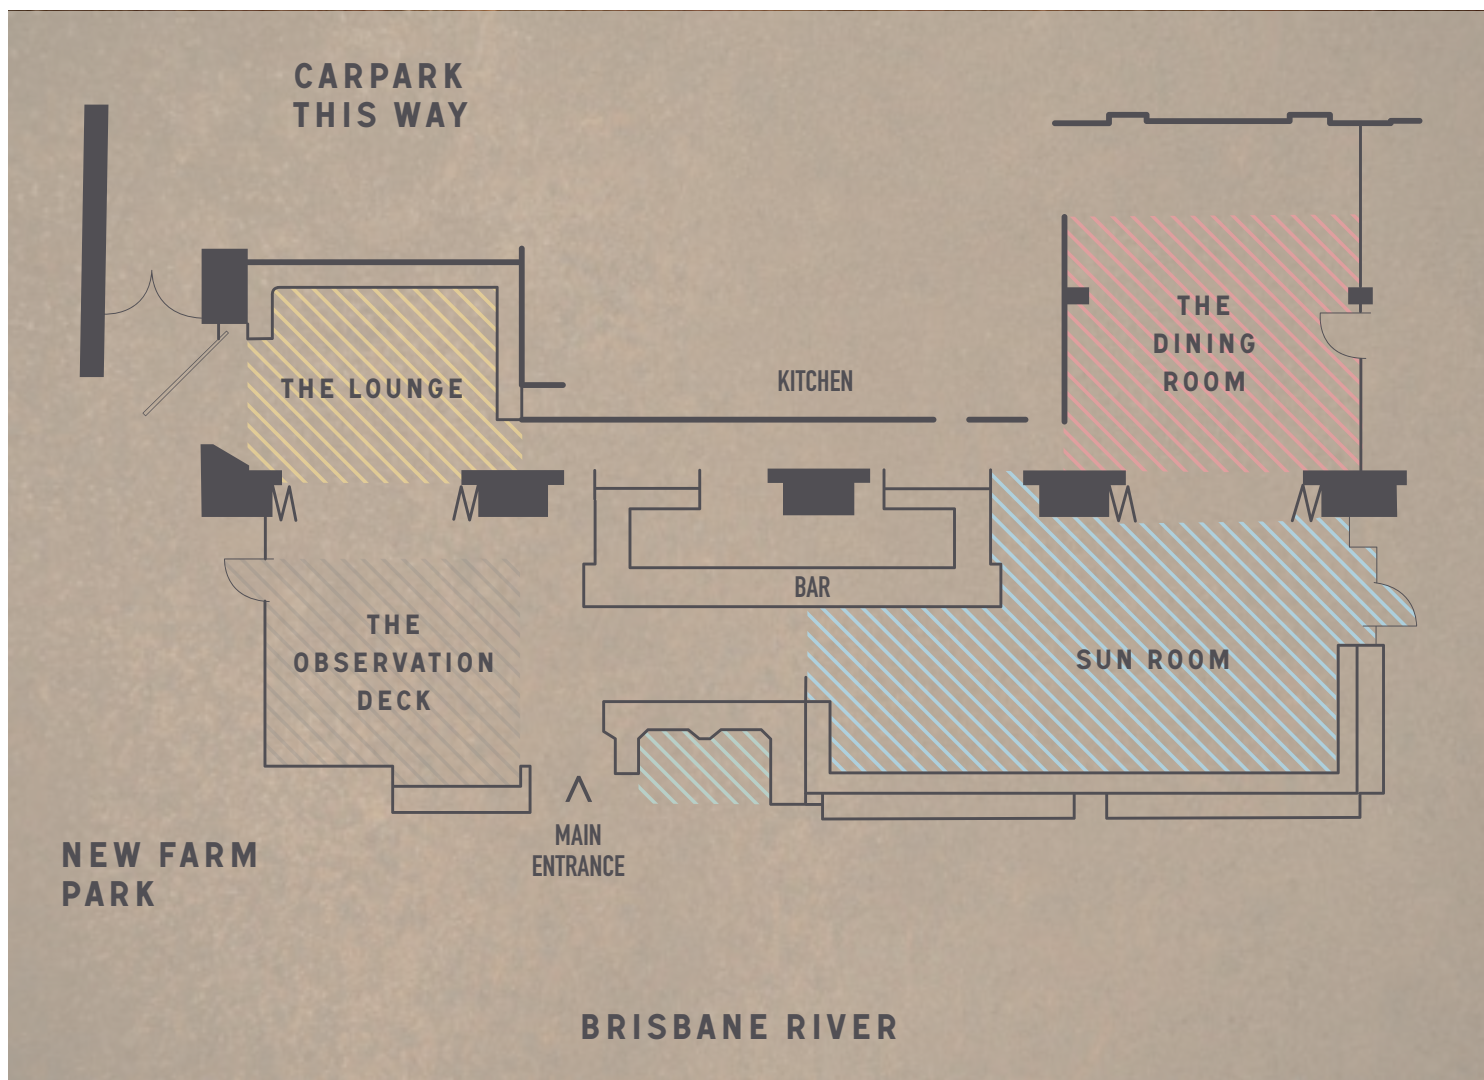 CARPARK
THIS WAY
THE
DINING
ROOM
THE LOUNGE
KITCHEN
BAR
THE
OBSERVATION
DECK
SUN ROOM
MAIN
ENTRANCE
NEW FARM
PARK
BRISBANE RIVER